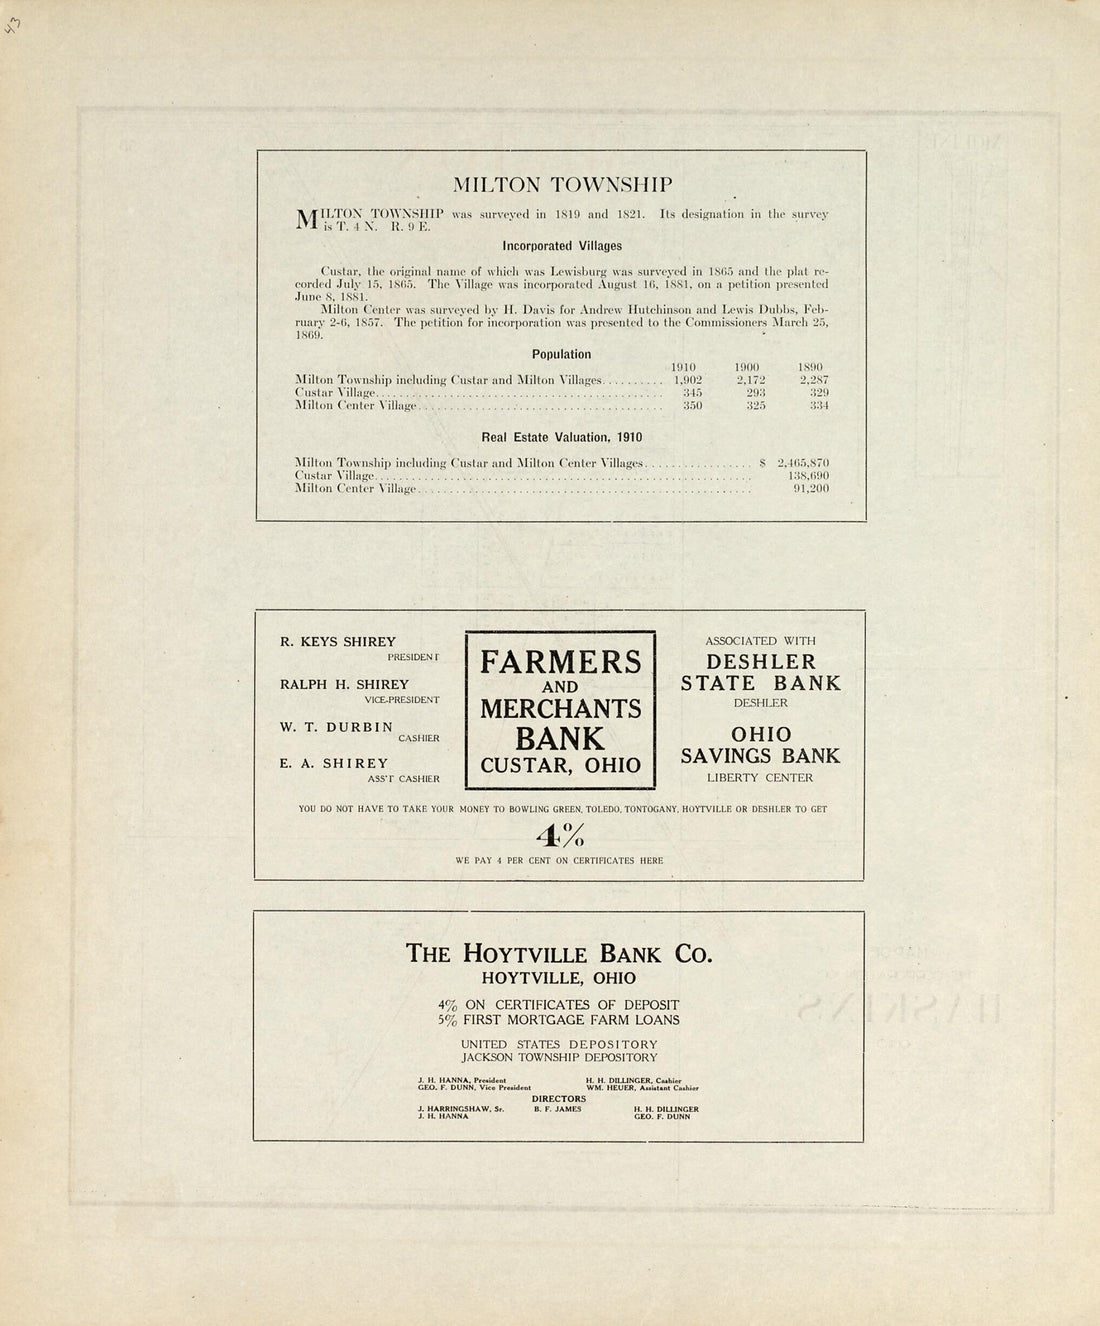 43
MILTON TOWNSHIP
MILTON TOWNSHIP was surveyed in 1819 and 1821. Its designation in the survey
is T. 4 N. R. 9 E.
Incorporated Villages
Custar, the original name of which was Lewisburg was surveyed in 1865 and the plat re-
corded July 15, 1865. The Village was incorporated August 16, 1881, on a petition presented
June 8, 1881.
Milton Center was surveyed by H. Davis for Andrew Hutchinson and Lewis Dubbs, Feb-
ruary 2-6, 1857. The petition for incorporation was presented to the Commissioners March 25,
1869.
Population
1910 1900 1890
Milton Township including Custar and Milton Villages.......... 1,902 2,172 2,287
Custar Village............................................ 345 293 329
Milton Center Village...................................... 350 325 334
Real Estate Valuation, 1910
Milton Township including Custar and Milton Center Villages................. $ 2,465,870
Custar Village............................................................ 138,690
Milton Center Village.................................................... 91,200
R. KEYS SHIREY
PRESIDENT
RALPH H. SHIREY
VICE-PRESIDENT
W. T. DURBIN
CASHIER
E. A. SHIREY
ASS'T CASHIER
FARMERS
AND
MERCHANTS
BANK
CUSTAR, OHIO
ASSOCIATED WITH
DESHLER
STATE BANK
DESHLER
OHIO
SAVINGS BANK
LIBERTY CENTER
YOU DO NOT HAVE TO TAKE YOUR MONEY TO BOWLING GREEN, TOLEDO, TONTOGANY, HOYTVILLE OR DESHLER TO GET
4%
WE PAY 4 PER CENT ON CERTIFICATES HERE
THE HOYTVILLE BANK CO.
HOYTVILLE, OHIO
4% ON CERTIFICATES OF DEPOSIT
5% FIRST MORTGAGE FARM LOANS
UNITED STATES DEPOSITORY
JACKSON TOWNSHIP DEPOSITORY
J. H. HANNA, President H. H. DILLINGER, Cashier
GEO. F. DUNN, Vice President WM. HEUER, Assistant Cashier
DIRECTORS
J. HARRINGSHAW, Sr. B. F. JAMES H. H. DILLINGER
J. H. HANNA GEO. F. DUNN
HASKINS